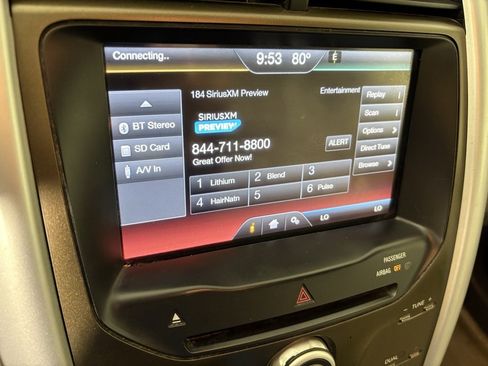 Connecting..
9:53 80° E
184 SiriusXM Preview
Entertainment
SIRIUSXM
PREVIEW
844-711-8800
Great Offer Now!
ALERT
BT Stereo
SD Card
A/V In
Replay
Scan
Options
Direct Tune
Browse
1 Lithium
2 Blend
3
4 HairNatn
5
6 Pulse
LO
LO
PASSENGER
AIRBAG OFF
- TUNE +
DUAL